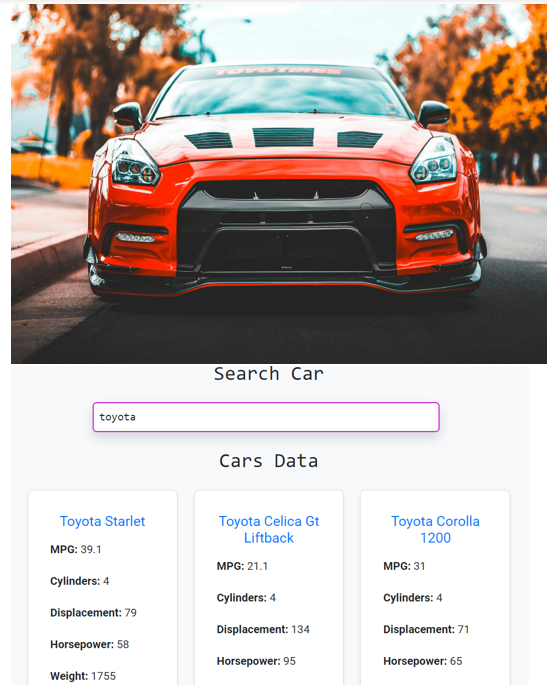 TOYOTIRES
Search Car
toyota
Cars Data
Toyota Starlet
MPG: 39.1
Cylinders: 4
Displacement: 79
Horsepower: 58
Weight: 1755
Toyota Celica Gt
Liftback
MPG: 21.1
Cylinders: 4
Displacement: 134
Horsepower: 95
Toyota Corolla
1200
MPG: 31
Cylinders: 4
Displacement: 71
Horsepower: 65